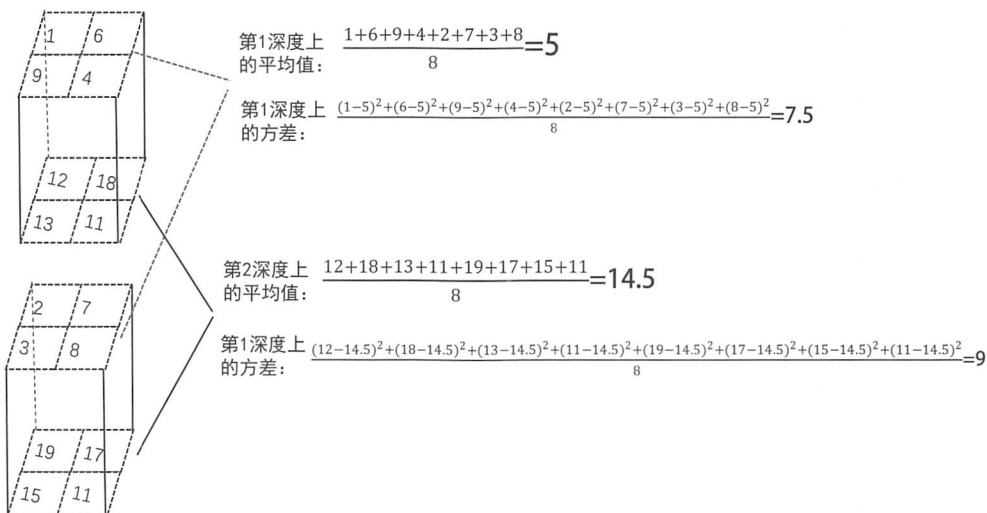 1 6
9 4
第1深度上
的平均值: \frac{1+6+9+4+2+7+3+8}{8}=5
第1深度上
的方差: \frac{(1−5)²+(6−5)²+(9−5)²+(4−5)²+(2−5)²+(7−5)²+(3−5)²+(8−5)²}{8}=7.5
12 18
13 11
第2深度上
的平均值: \frac{12+18+13+11+19+17+15+11}{8}=14.5
2 7
3 8
第1深度上
的方差: \frac{(12−14.5)²+(18−14.5)²+(13−14.5)²+(11−14.5)²+(19−14.5)²+(17−14.5)²+(15−14.5)²+(11−14.5)²}{8}=9
19 17
15 11